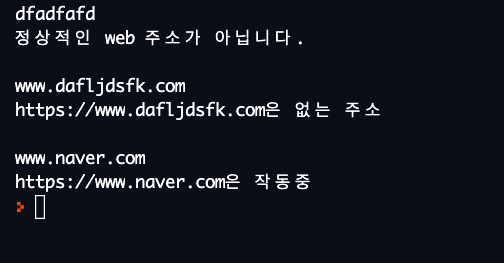 dfadfafd
정상적인 web 주소가 아닙니다.
www.dafljdsfk.com
https://www.dafljdsfk.com은 없는 주소
www.naver.com
https://www.naver.com은 작동중
>